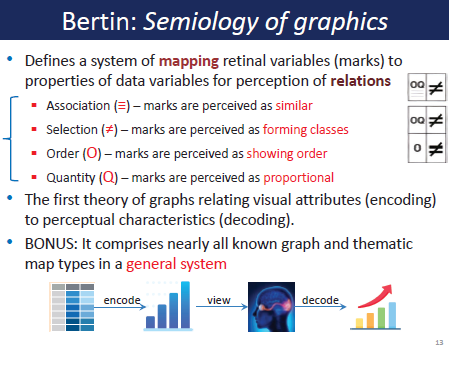 Bertin: Semiology of graphics
• Defines a system of mapping retinal variables (marks) to
properties of data variables for perception of relations
OQ ≠
▪ Association (≡) – marks are perceived as similar
▪ Selection (≠) – marks are perceived as forming classes
OQ ≠
▪ Order (O) – marks are perceived as showing order
O ≠
▪ Quantity (Q) – marks are perceived as proportional
• The first theory of graphs relating visual attributes (encoding)
to perceptual characteristics (decoding).
• BONUS: It comprises nearly all known graph and thematic
map types in a general system
encode view decode
13